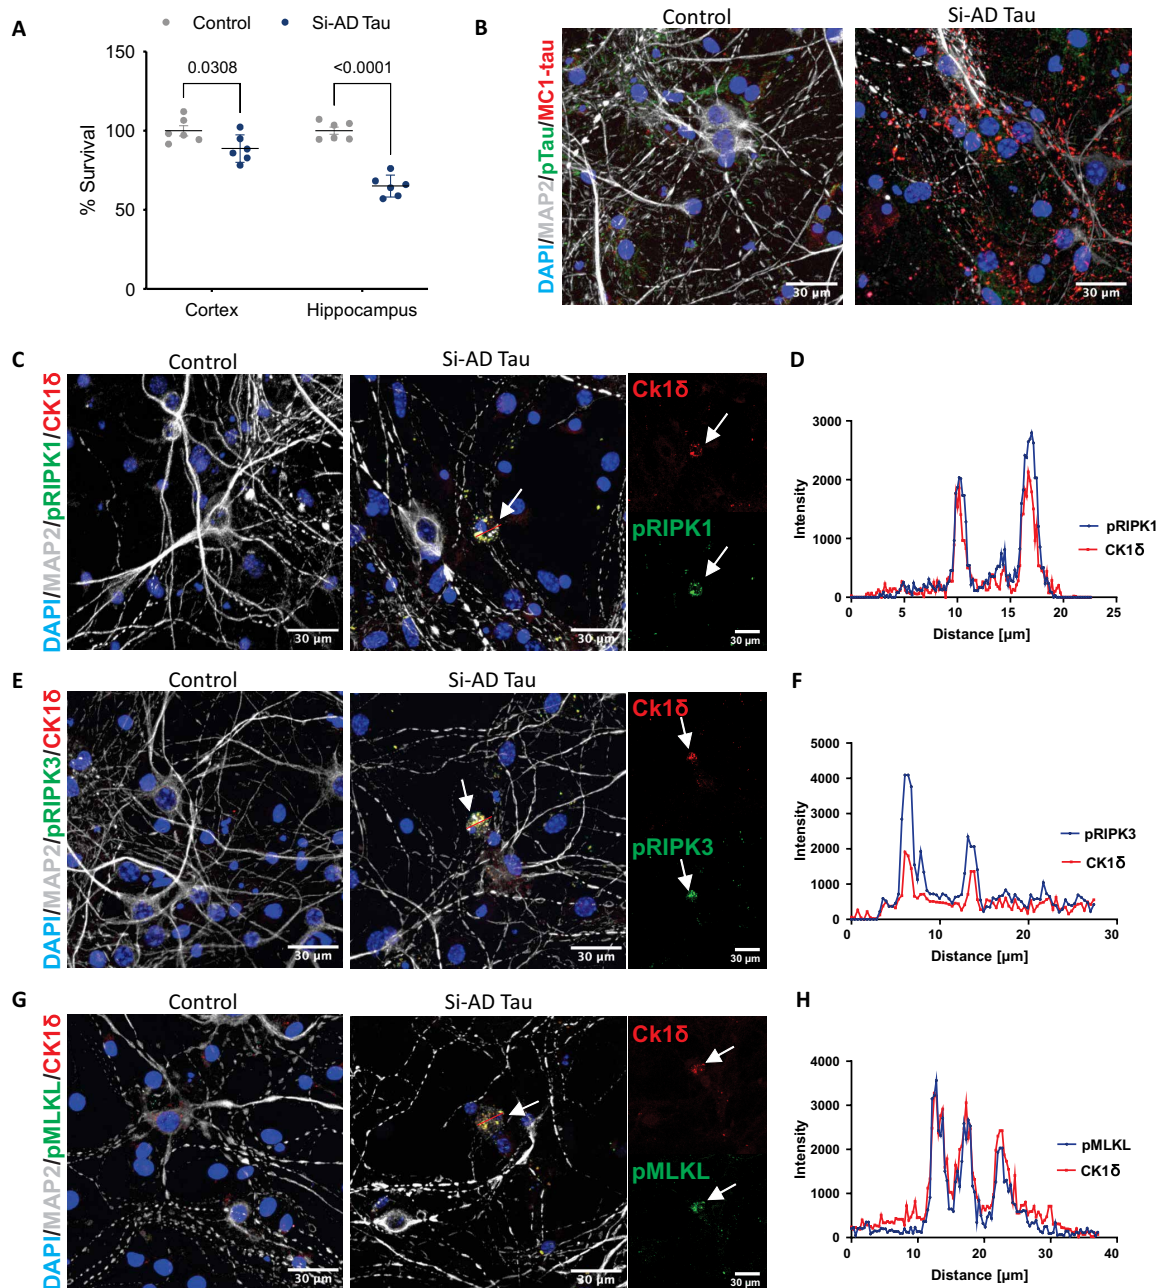 A
Control
Si-AD Tau
% Survival
150
100
50
0
0.0308
<0.0001
Cortex
Hippocampus
B
Control
Si-AD Tau
DAPI/MAP2/pTau/MC1-tau
30 µm
30 µm
C
Control
Si-AD Tau
DAPI/MAP2/pRIPK1/CK1δ
30 µm
30 µm
Ck1δ
pRIPK1
30 µm
D
Intensity
3000
2000
1000
0
0
5
10
15
20
25
Distance [µm]
pRIPK1
CK1δ
E
Control
Si-AD Tau
DAPI/MAP2/pRIPK3/CK1δ
30 µm
30 µm
Ck1δ
pRIPK3
30 µm
F
Intensity
5000
4000
3000
2000
1000
0
0
10
20
30
Distance [µm]
pRIPK3
CK1δ
G
Control
Si-AD Tau
DAPI/MAP2/pMLKL/CK1δ
30 µm
30 µm
Ck1δ
pMLKL
30 µm
H
Intensity
4000
3000
2000
1000
0
0
10
20
30
40
Distance [µm]
pMLKL
CK1δ